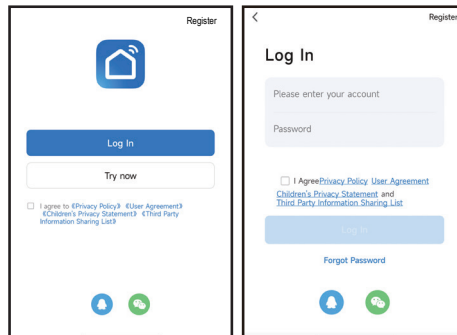 Register
Log In
Try now
I agree to 《Privacy Policy》 《User Agreement》
《Children's Privacy Statement》 《Third Party
Information Sharing List》
Register
Log In
Please enter your account
Password
I Agree Privacy Policy User Agreement
Children's Privacy Statement and
Third Party Information Sharing List
Log In
Forgot Password